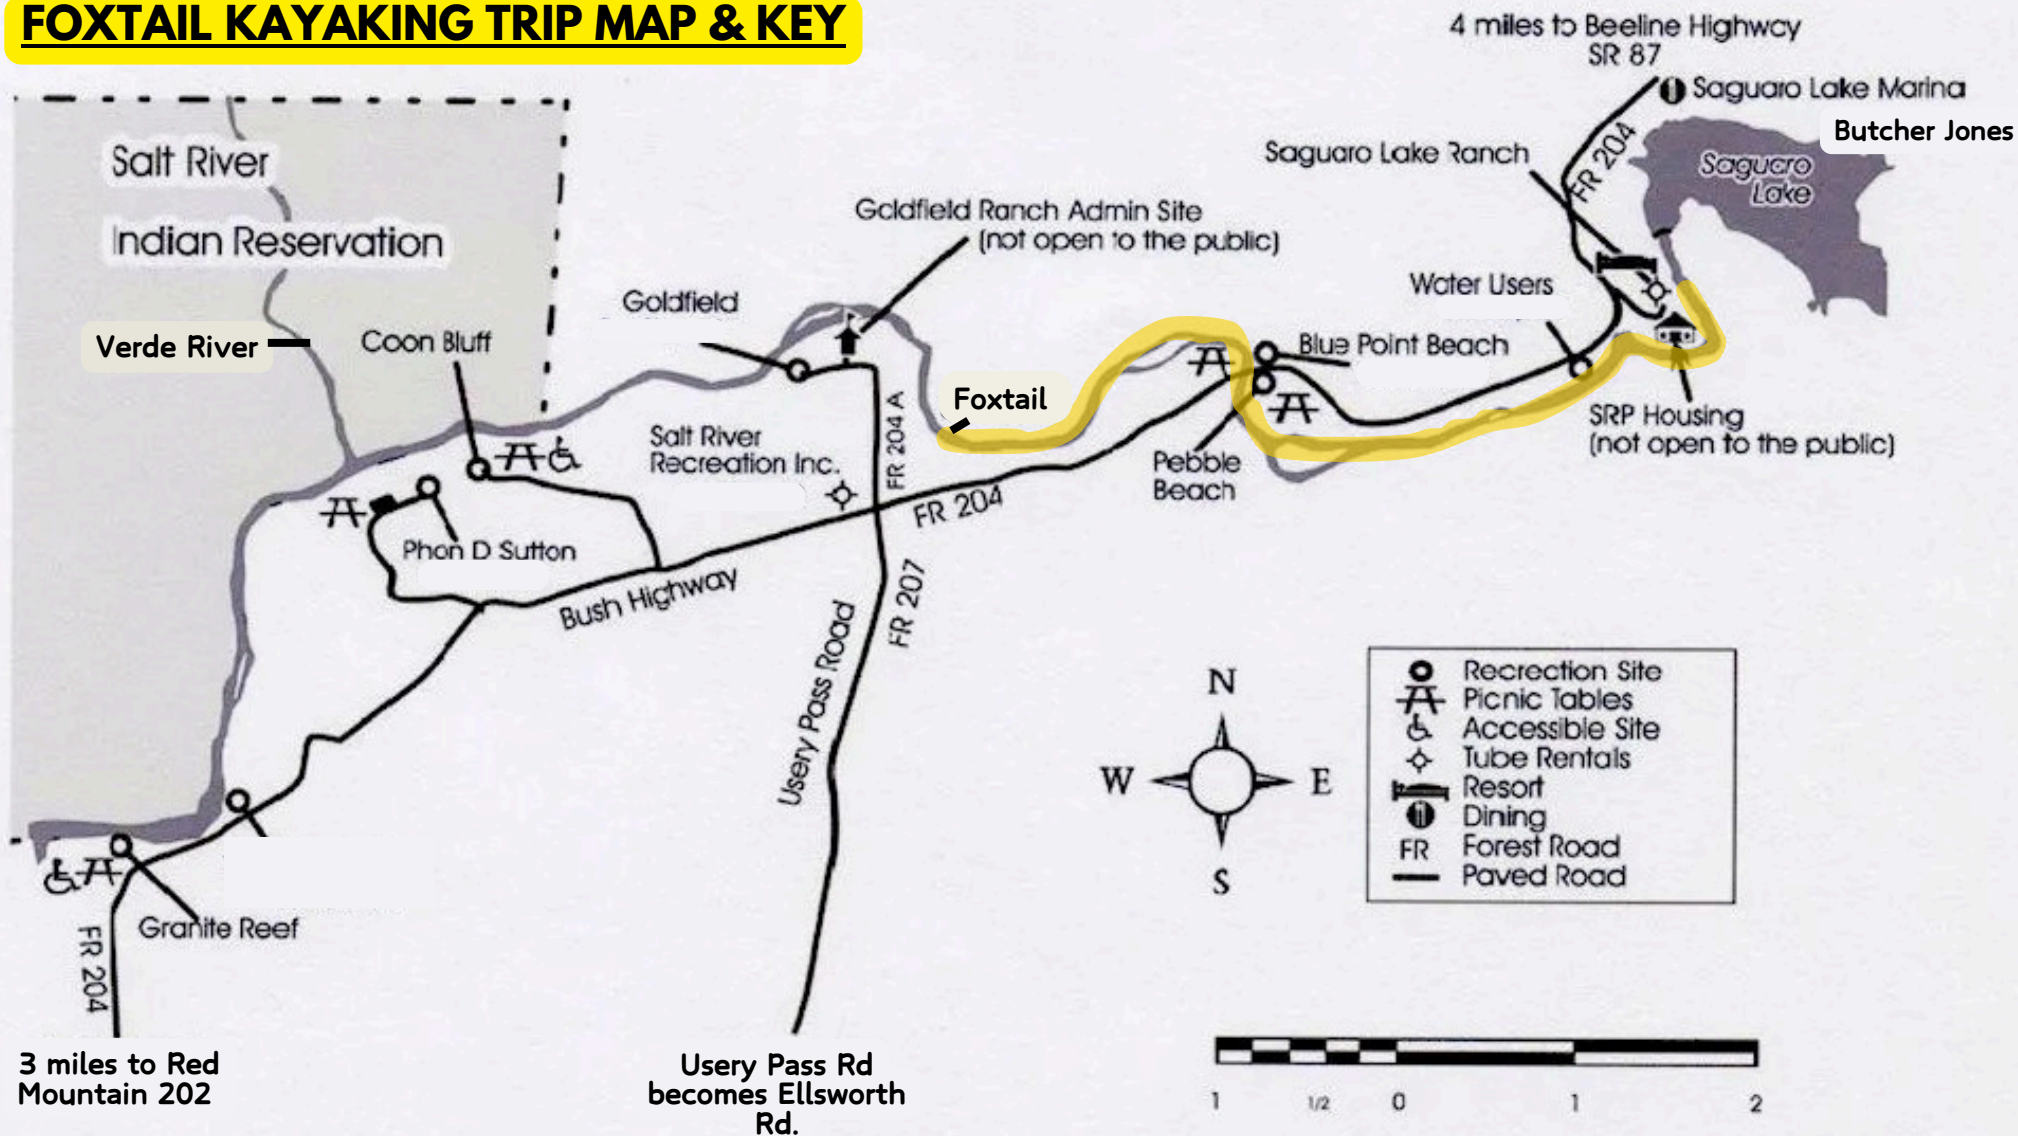 FOXTAIL KAYAKING TRIP MAP & KEY
4 miles to Beeline Highway
SR 87
Saguaro Lake Marina
Butcher Jones
FR 204
Saguaro Lake Ranch
Saguaro
Lake
Salt River
Indian Reservation
Goldfield Ranch Admin Site
(not open to the public)
Water Users
Goldfield
Verde River
Coon Bluff
Blue Point Beach
Foxtail
SRP Housing
(not open to the public)
Salt River
Recreation Inc.
FR 204 A
Pebble
Beach
FR 204
Phon D Sutton
Bush Highway
FR 207
Usery Pass Road
N
W
E
S
Recreation Site
Picnic Tables
Accessible Site
Tube Rentals
Resort
Dining
FR Forest Road
Paved Road
Granite Reef
FR 204
3 miles to Red
Mountain 202
Usery Pass Rd
becomes Ellsworth
Rd.
1 1/2 0 1 2